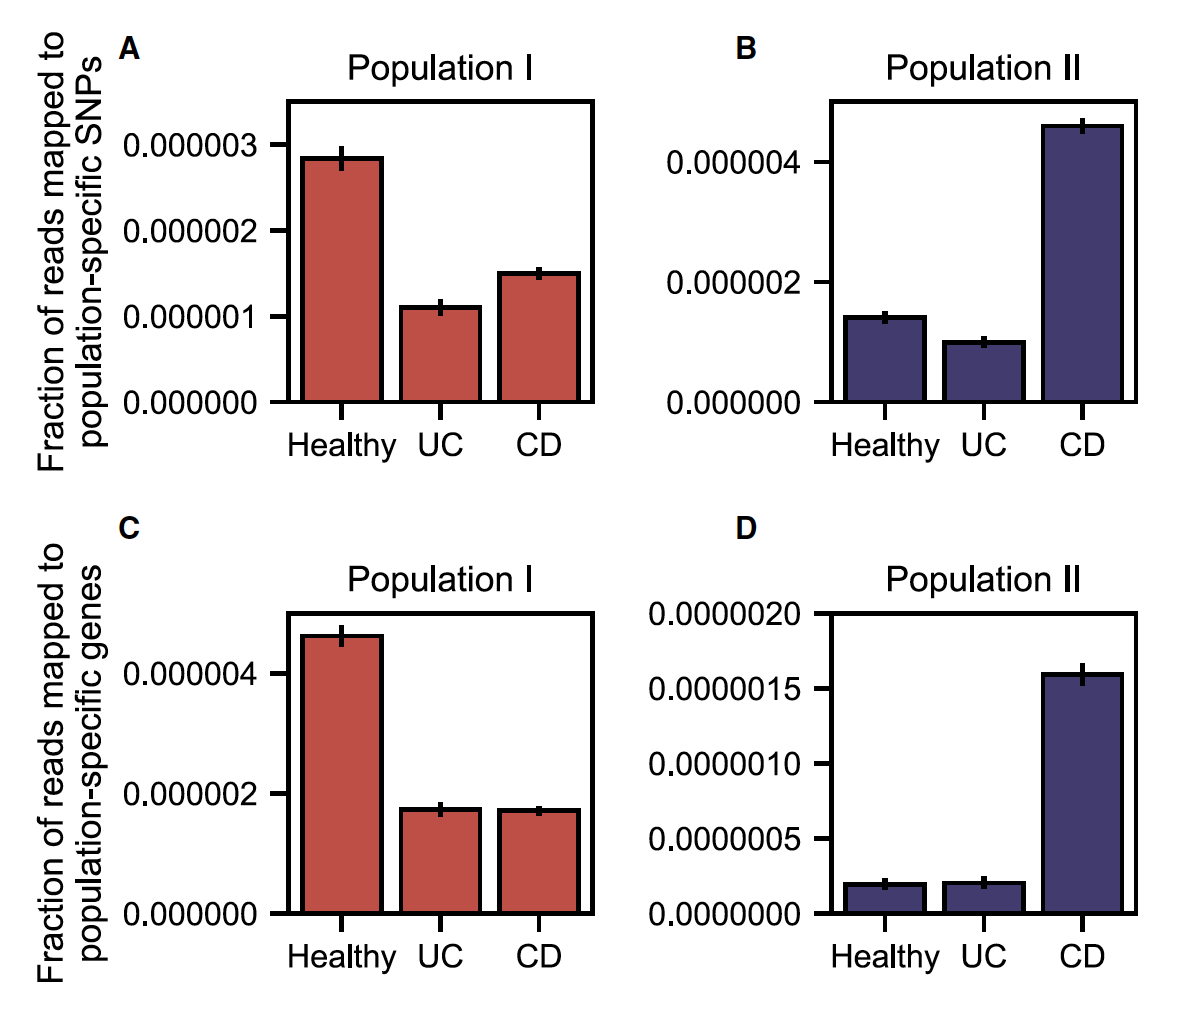 A
Population I
Fraction of reads mapped to
population-specific SNPs
0.000003
0.000002
0.000001
0.000000
Healthy UC CD
B
Population II
0.000004
0.000002
0.000000
Healthy UC CD
C
Population I
Fraction of reads mapped to
population-specific genes
0.000004
0.000002
0.000000
Healthy UC CD
D
Population II
0.0000020
0.0000015
0.0000010
0.0000005
0.0000000
Healthy UC CD